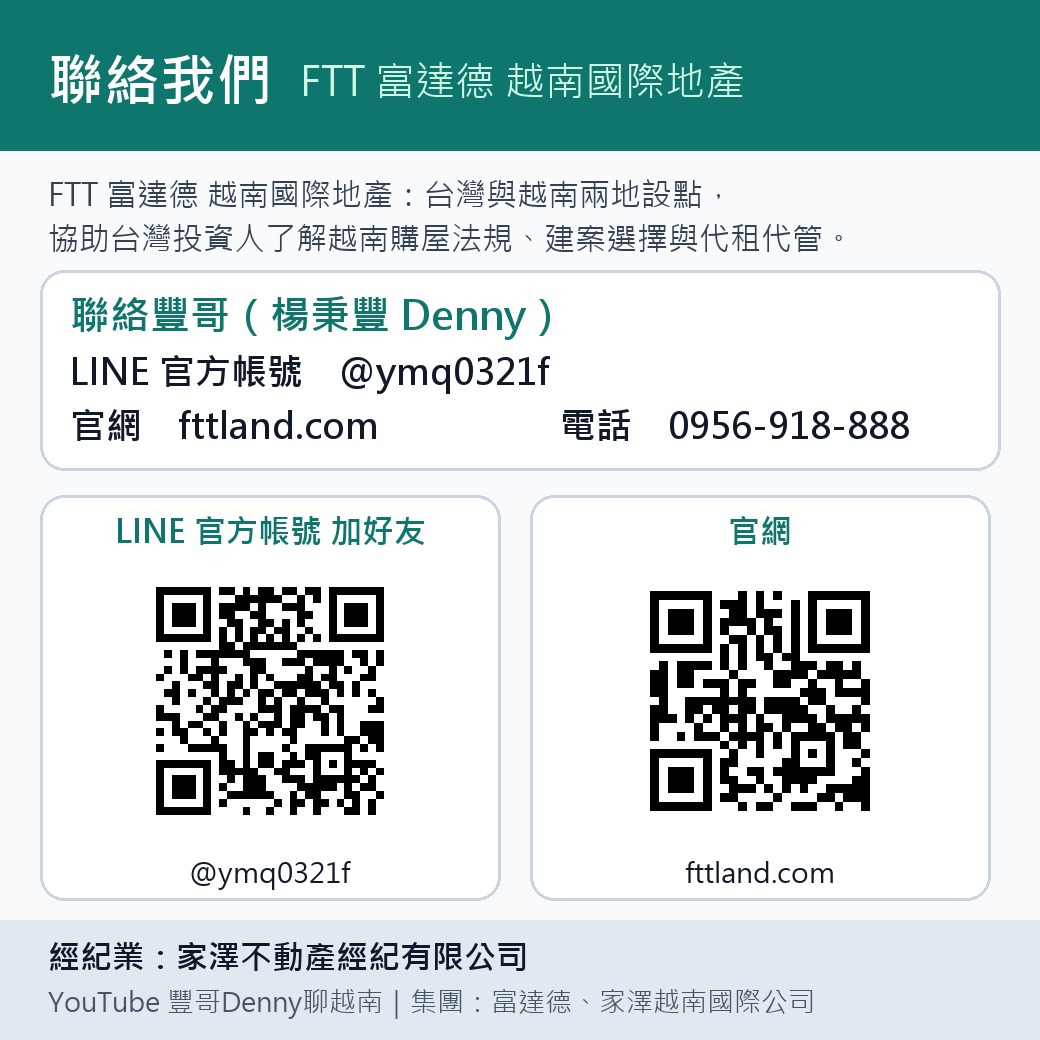 聯絡我們 FTT 富達德 越南國際地產
FTT 富達德 越南國際地產：台灣與越南兩地設點，
協助台灣投資人了解越南購屋法規、建案選擇與代租代管。
聯絡豐哥（楊秉豐 Denny）
LINE 官方帳號 @ymq0321f
官網 fttland.com 電話 0956-918-888
LINE 官方帳號 加好友
官網
@ymq0321f
fttland.com
經紀業：家澤不動產經紀有限公司
YouTube 豐哥Denny聊越南｜集團：富達德、家澤越南國際公司